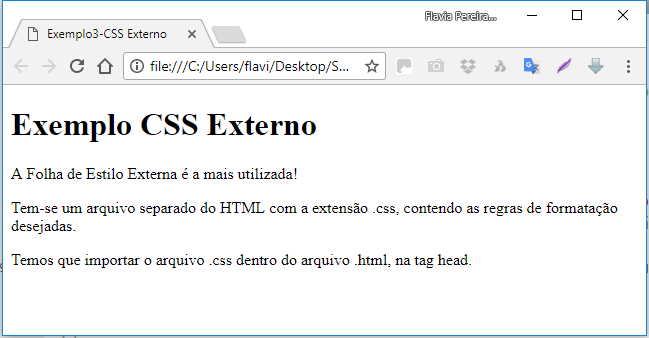 Flavia Pereira...
Exemplo3-CSS Externo
file:///C:/Users/flavi/Desktop/S...
Exemplo CSS Externo
A Folha de Estilo Externa é a mais utilizada!
Tem-se um arquivo separado do HTML com a extensão .css, contendo as regras de formatação
desejadas.
Temos que importar o arquivo .css dentro do arquivo .html, na tag head.